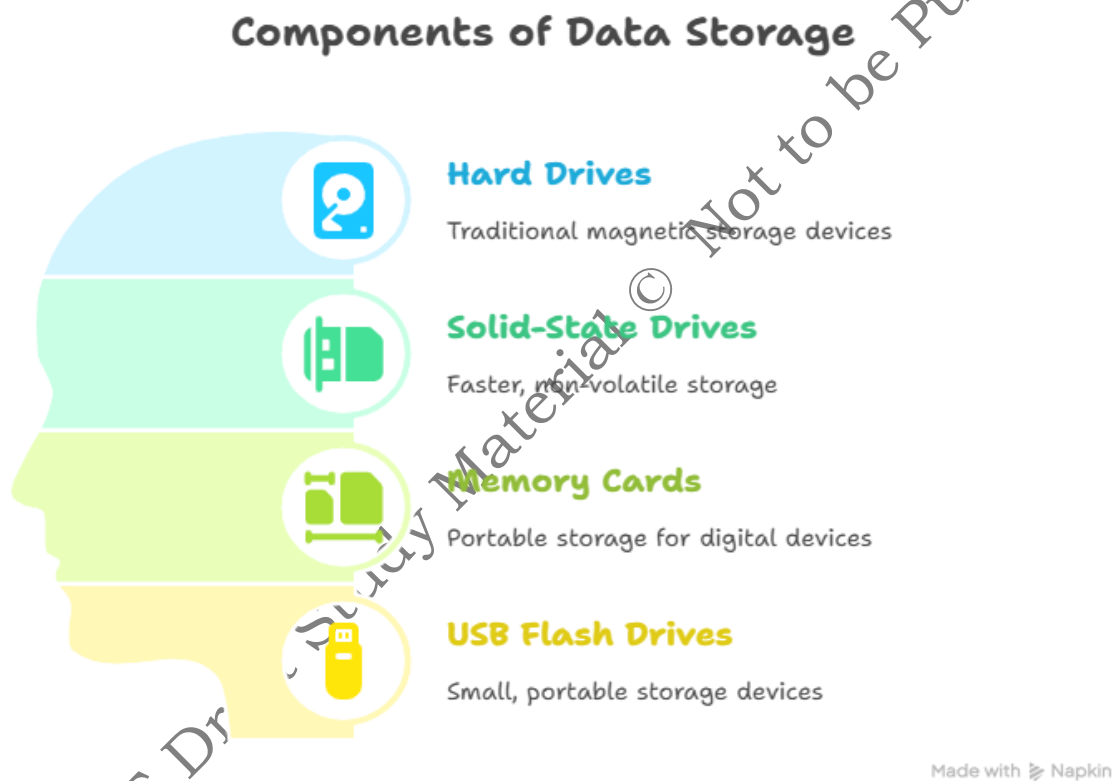 Components of Data Storage
Hard Drives
Traditional magnetic storage devices
Solid-State Drives
Faster, non-volatile storage
Memory Cards
Portable storage for digital devices
USB Flash Drives
Small, portable storage devices
Study Material © Not to be
Made with Napkin